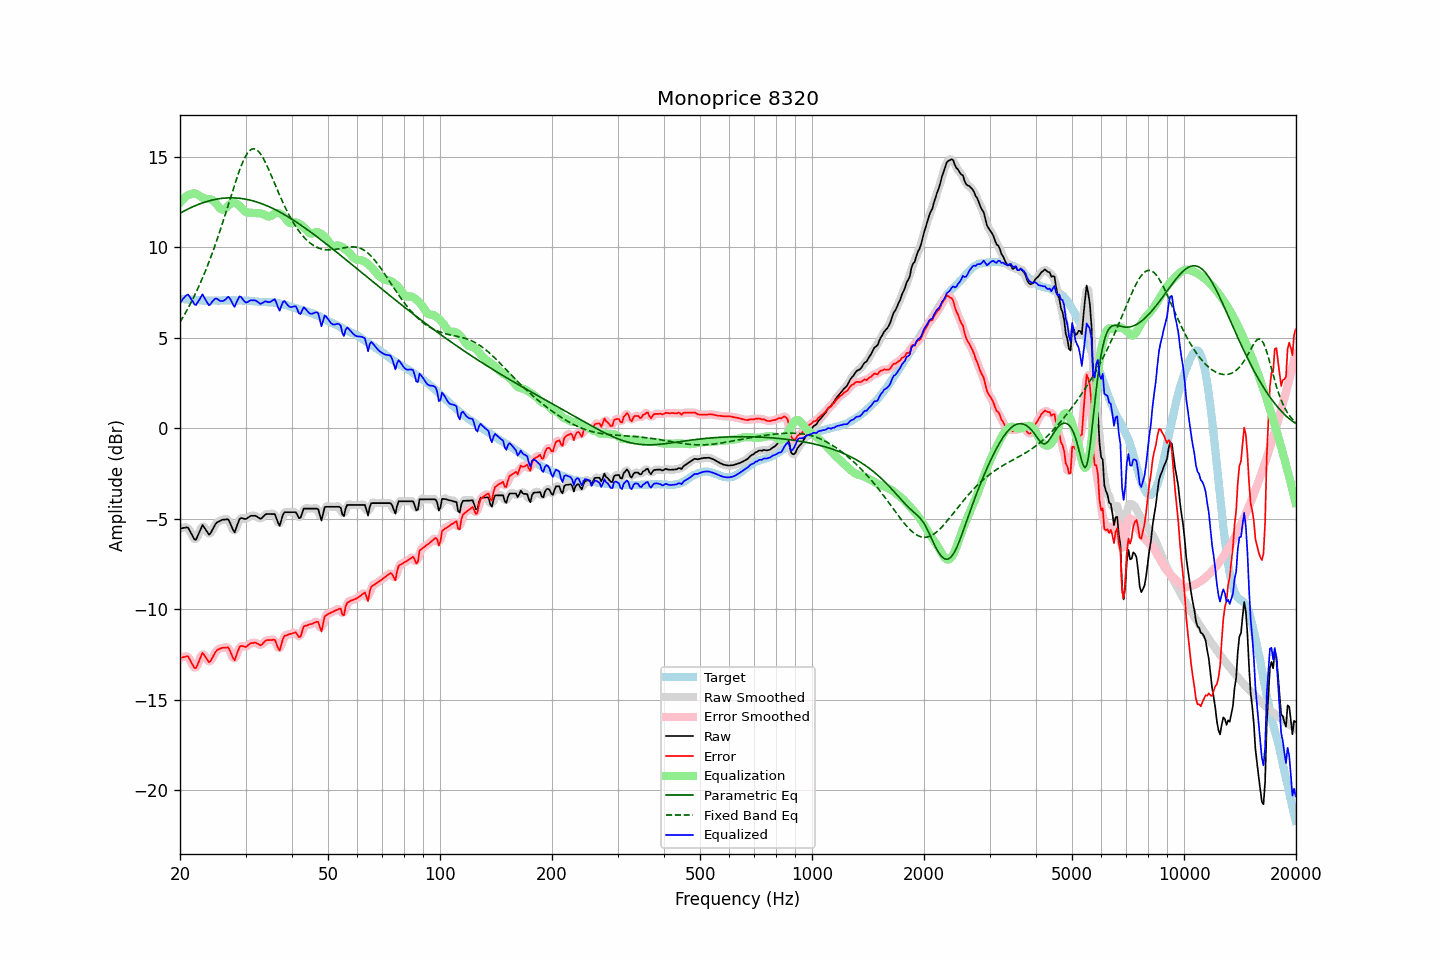 Monoprice 8320
Amplitude (dBr)
15
10
5
0
−5
−10
−15
−20
Target
Raw Smoothed
Error Smoothed
Raw
Error
Equalization
Parametric Eq
Fixed Band Eq
Equalized
20 50 100 200 500 1000 2000 5000 10000 20000
Frequency (Hz)